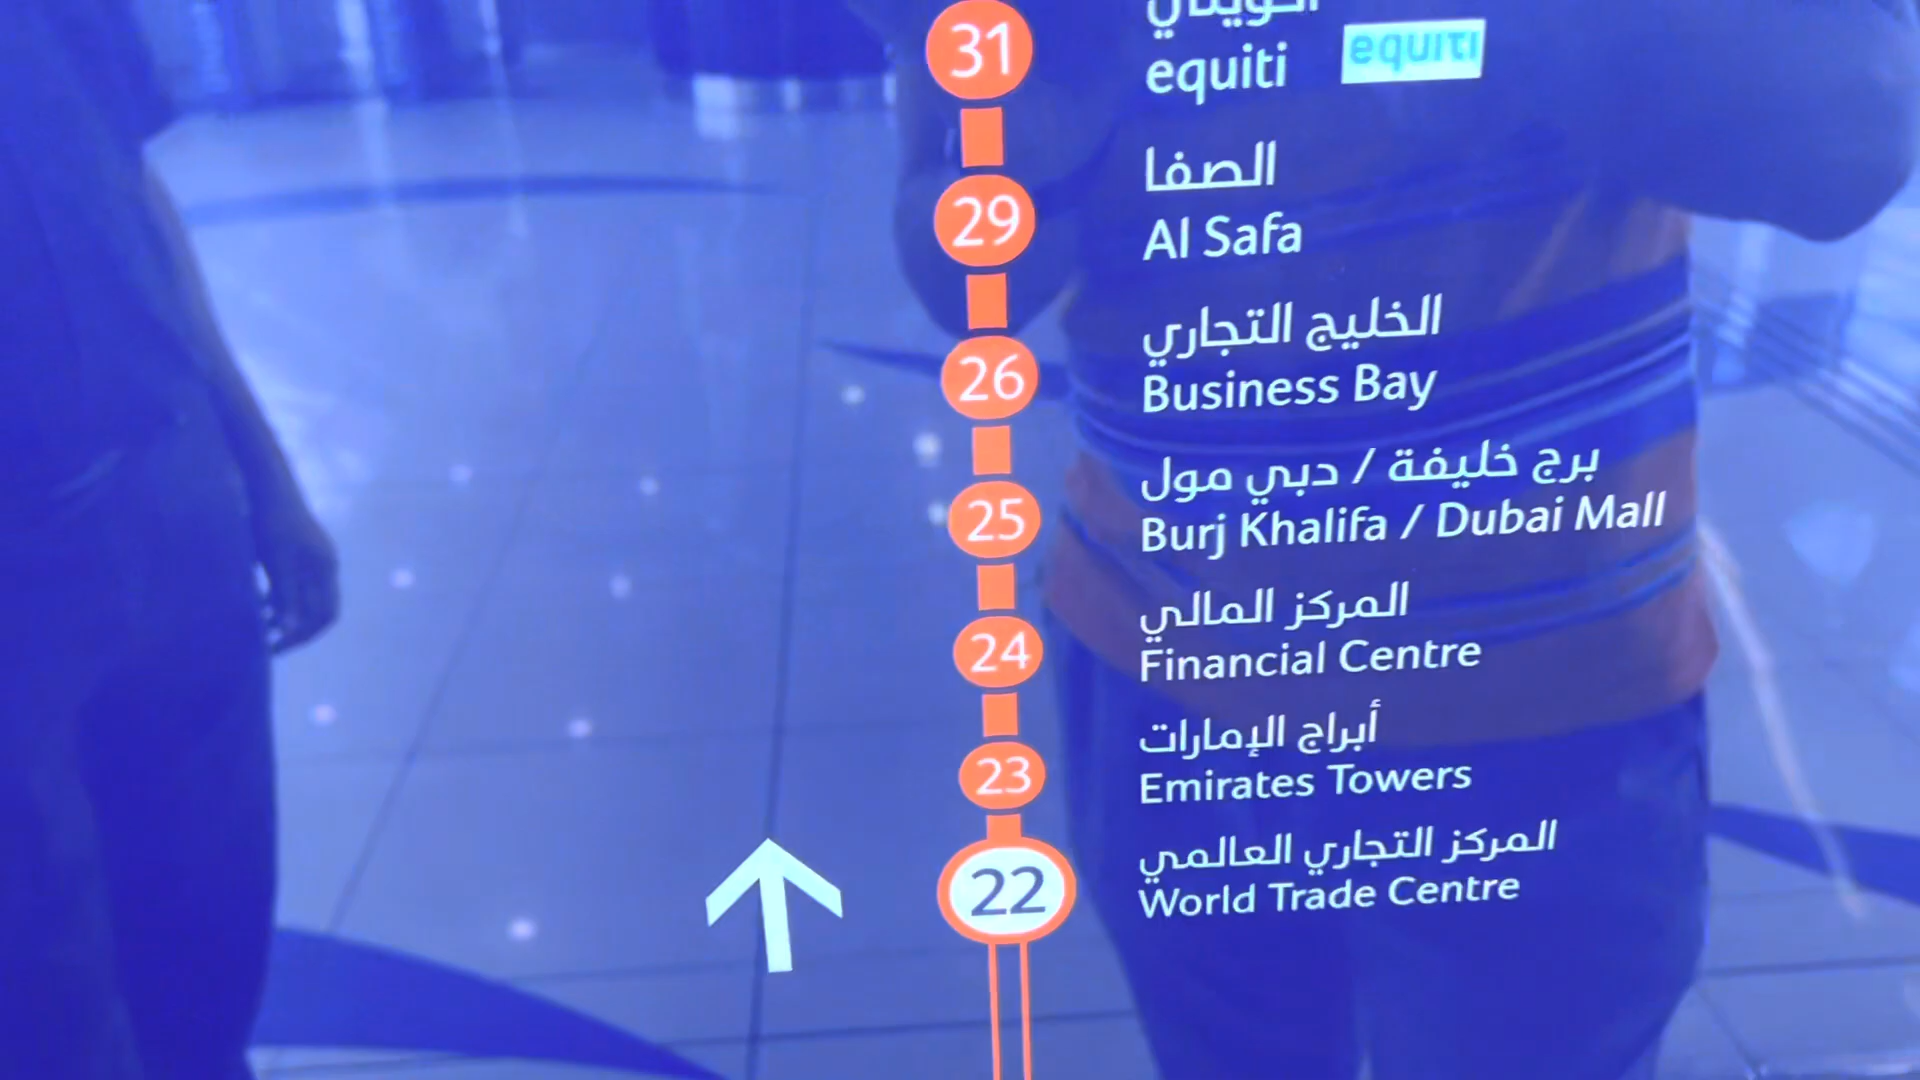 31
equiti equiti
29
الصفا
Al Safa
26
الخليج التجاري
Business Bay
25
برج خليفة / دبي مول
Burj Khalifa / Dubai Mall
24
المركز المالي
Financial Centre
23
أبراج الإمارات
Emirates Towers
22
المركز التجاري العالمي
World Trade Centre